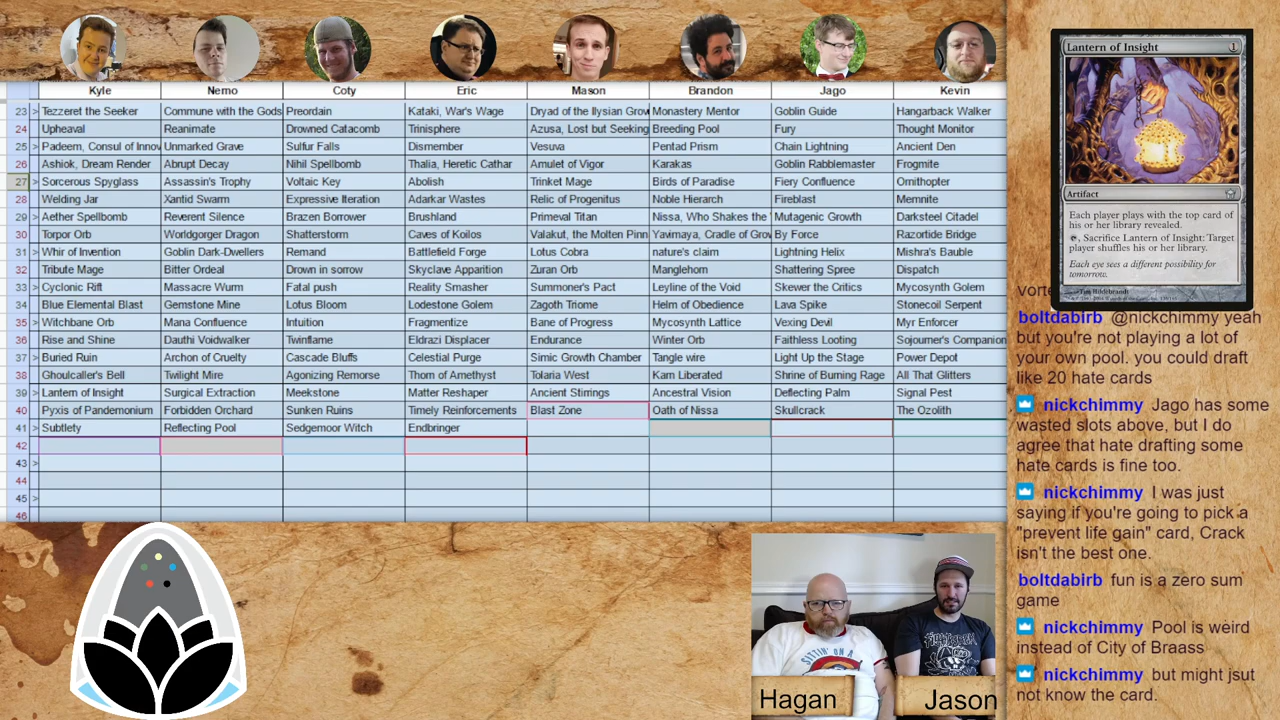 Kyle Nemo Coty Eric Mason Brandon Jago Kevin
23 > Tezzeret the Seeker Commune with the Gods Preordain Kataki, War's Wage Dryad of the Ilysian Grov Monastery Mentor Goblin Guide Hangarback Walker
24 Upheaval Reanimate Drowned Catacomb Trinisphere Azusa, Lost but Seeking Breeding Pool Fury Thought Monitor
25 > Padeem, Consul of Innov Unmarked Grave Sulfur Falls Dismember Vesuva Pentad Prism Chain Lightning Ancient Den
26 Ashiok, Dream Render Abrupt Decay Nihil Spellbomb Thalia, Heretic Cathar Amulet of Vigor Karakas Goblin Rabblemaster Frogmite
27 > Sorcerous Spyglass Assassin's Trophy Voltaic Key Abolish Trinket Mage Birds of Paradise Fiery Confluence Ornithopter
28 Welding Jar Xantid Swarm Expressive Iteration Adarkar Wastes Relic of Progenitus Noble Hierarch Fireblast Memnite
29 > Aether Spellbomb Reverent Silence Brazen Borrower Brushland Primeval Titan Nissa, Who Shakes the Mutagenic Growth Darksteel Citadel
30 Torpor Orb Worldgorger Dragon Shatterstorm Caves of Koilos Valakut, the Molten Pinn Yavimaya, Cradle of Grov By Force Razortide Bridge
31 > Whir of Invention Goblin Dark-Dwellers Remand Battlefield Forge Lotus Cobra nature's claim Lightning Helix Mishra's Bauble
32 Tribute Mage Bitter Ordeal Drown in sorrow Skyclave Apparition Zuran Orb Manglehorn Shattering Spree Dispatch
33 > Cyclonic Rift Massacre Wurm Fatal push Reality Smasher Summoner's Pact Leyline of the Void Skewer the Critics Mycosynth Golem
34 Blue Elemental Blast Gemstone Mine Lotus Bloom Lodestone Golem Zagoth Triome Helm of Obedience Lava Spike Stonecoil Serpent
35 > Witchbane Orb Mana Confluence Intuition Fragmentize Bane of Progress Mycosynth Lattice Vexing Devil Myr Enforcer
36 Rise and Shine Dauthi Voidwalker Twinflame Eldrazi Displacer Endurance Winter Orb Faithless Looting Sojourner's Companion
37 > Buried Ruin Archon of Cruelty Cascade Bluffs Celestial Purge Simic Growth Chamber Tangle wire Light Up the Stage Power Depot
38 Ghoulcaller's Bell Twilight Mire Agonizing Remorse Thorn of Amethyst Tolaria West Karn Liberated Shrine of Burning Rage All That Glitters
39 > Lantern of Insight Surgical Extraction Meekstone Matter Reshaper Ancient Stirrings Ancestral Vision Deflecting Palm Signal Pest
40 Pyxis of Pandemonium Forbidden Orchard Sunken Ruins Timely Reinforcements Blast Zone Oath of Nissa Skullcrack The Ozolith
41 > Subtlety Reflecting Pool Sedgemoor Witch Endbringer
42
43 >
44
45 >
46
Lantern of Insight 1
Artifact
Each player plays with the top card of
his or her library revealed.
, Sacrifice Lantern of Insight: Target
player shuffles his or her library.
Each eye sees a different possibility for
tomorrow.
boltdabirb @nickchimmy yeah
but you're not playing a lot of
your own pool. you could draft
like 20 hate cards
nickchimmy Jago has some
wasted slots above, but I do
agree that hate drafting some
hate cards is fine too.
nickchimmy I was just
saying if you're going to pick a
"prevent life gain" card, Crack
isn't the best one.
boltdabirb fun is a zero sum
game
nickchimmy Pool is weird
instead of City of Braass
nickchimmy but might jsut
not know the card.
SITTIN' ON A
Hagan Jason